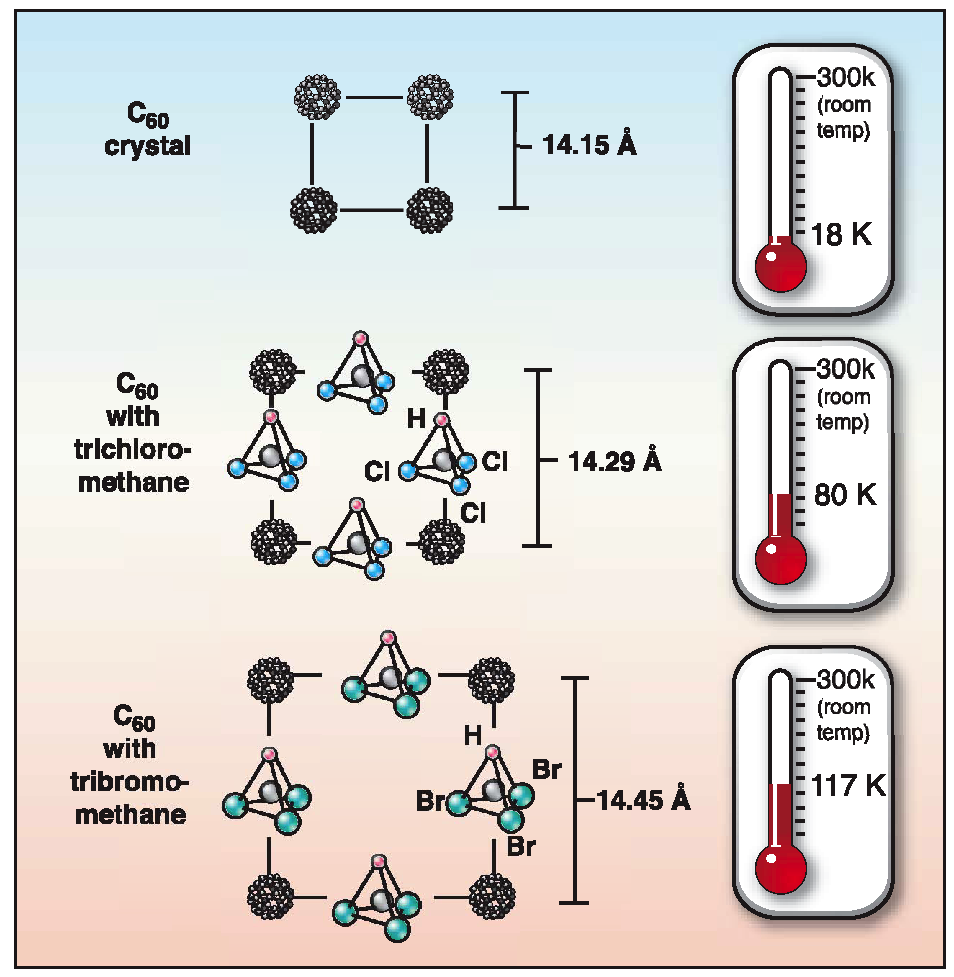 C60
crystal
14.15 Å
300k
(room
temp)
18 K
C60
with
trichloro-
methane
H
Cl
Cl
Cl
14.29 Å
300k
(room
temp)
80 K
C60
with
tribromo-
methane
H
Br
Br
Br
14.45 Å
300k
(room
temp)
117 K